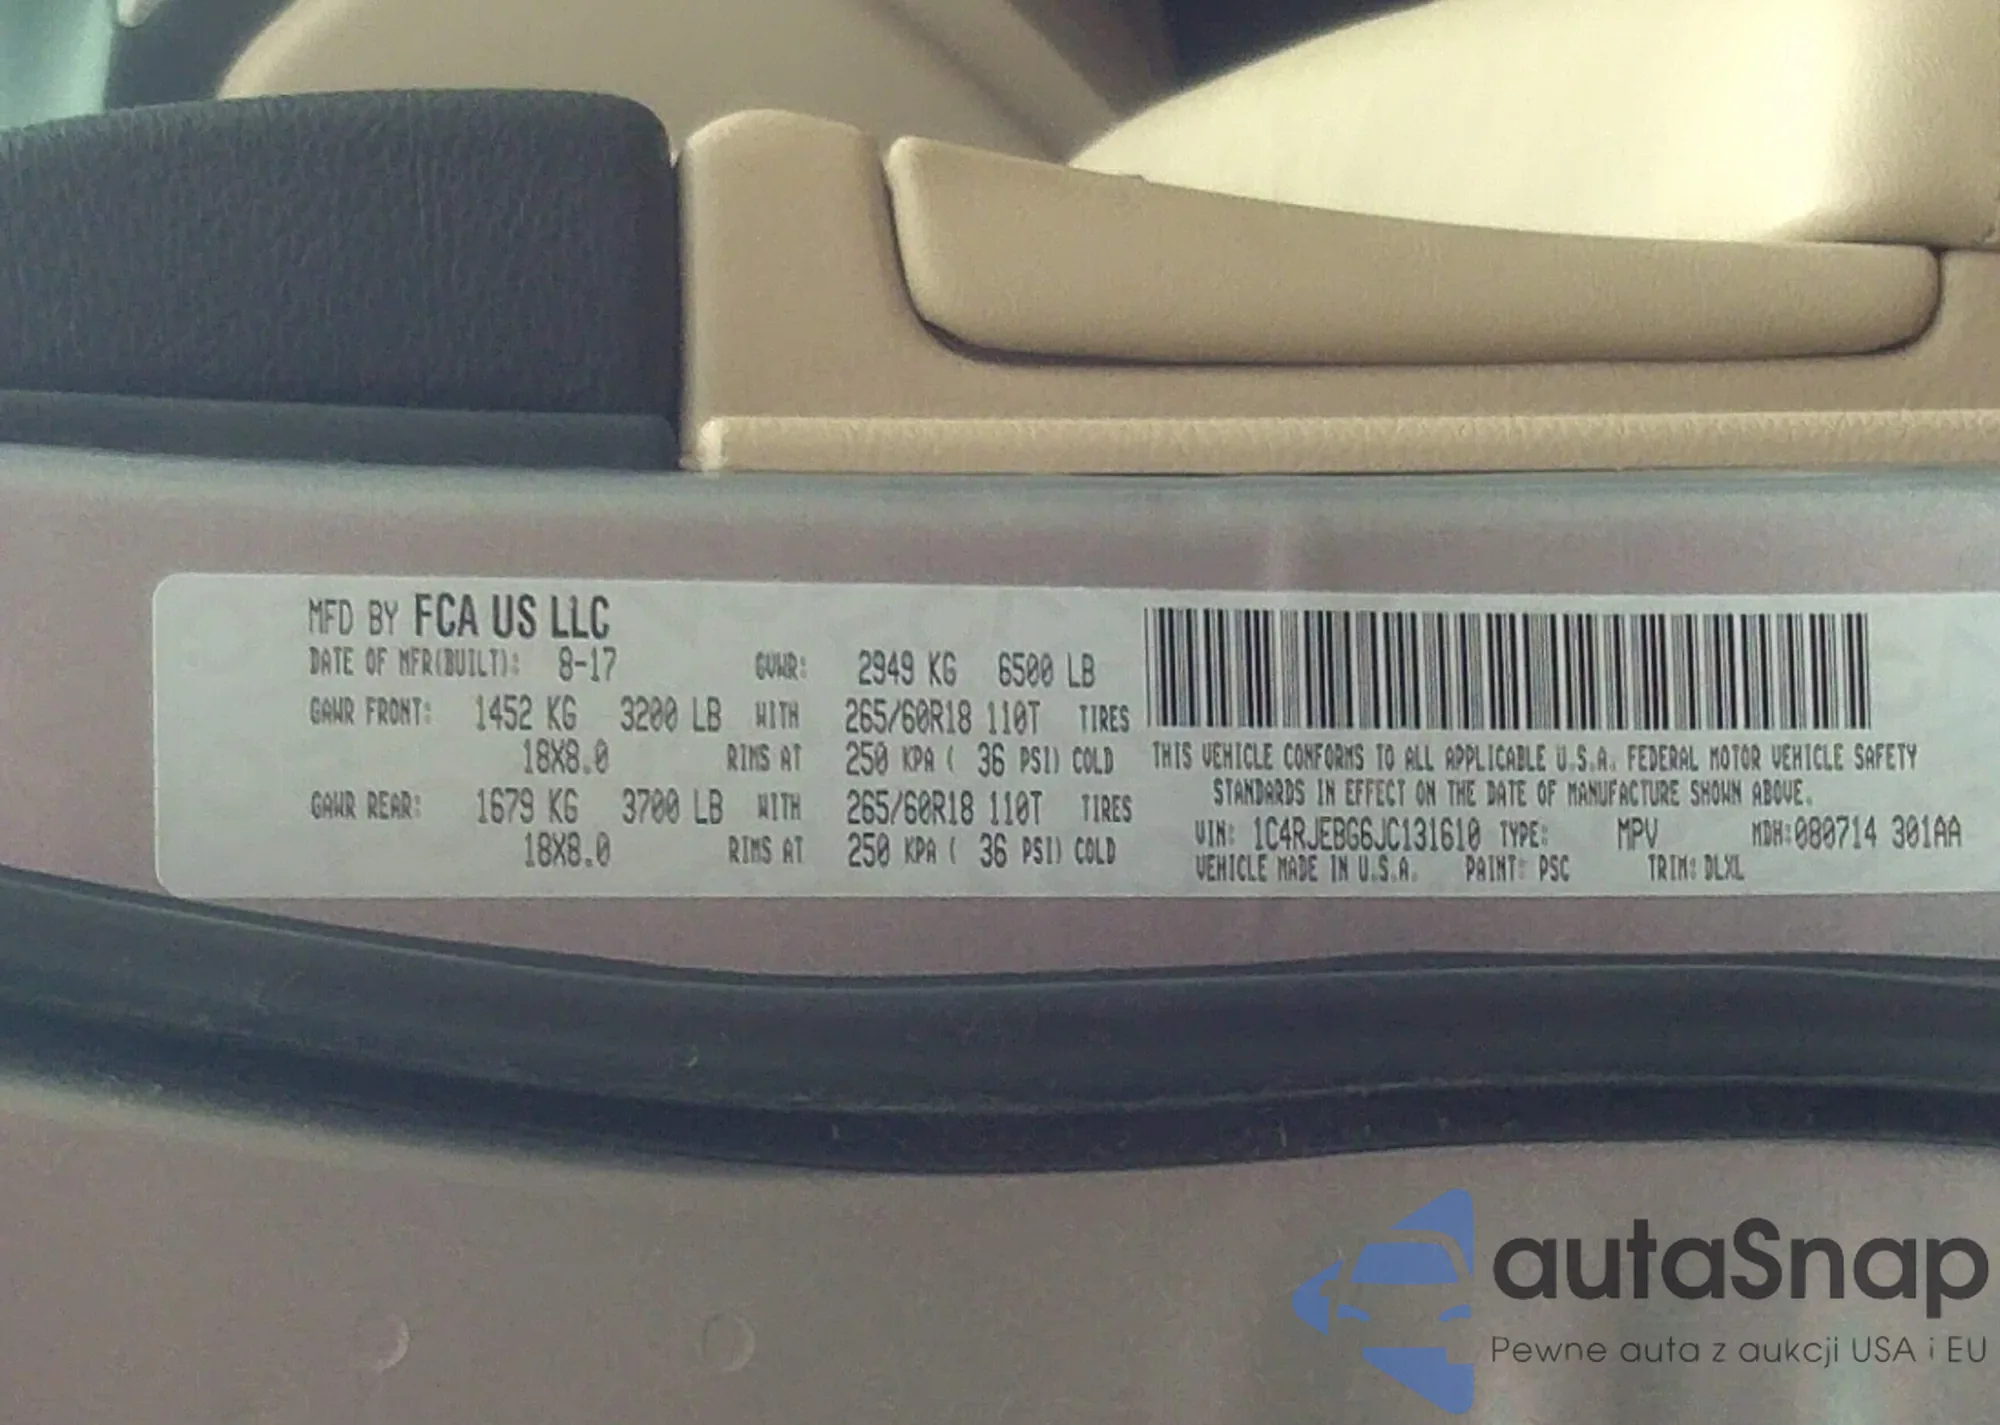 MFD BY FCA US LLC
DATE OF MFR(BUILT): 8-17 GVWR: 2949 KG 6500 LB
GAWR FRONT: 1452 KG 3200 LB WITH 265/60R18 110T TIRES
18X8.0 RIMS AT 250 KPA ( 36 PSI) COLD
GAWR REAR: 1679 KG 3700 LB WITH 265/60R18 110T TIRES
18X8.0 RIMS AT 250 KPA ( 36 PSI) COLD
THIS VEHICLE CONFORMS TO ALL APPLICABLE U.S.A. FEDERAL MOTOR VEHICLE SAFETY
STANDARDS IN EFFECT ON THE DATE OF MANUFACTURE SHOWN ABOVE.
VIN: 1C4RJEBG6JC131610 TYPE: MPV MDH:080714 301AA
VEHICLE MADE IN U.S.A. PAINT: PSC TRIM: DLXL
autaSnap
Pewne auta z aukcji USA i EU